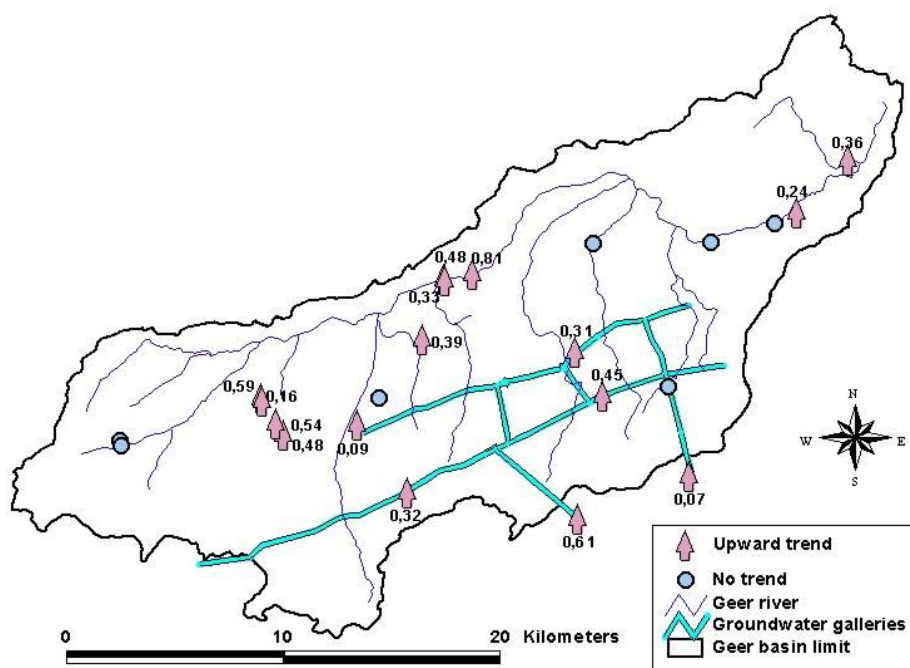 0,36
0,24
0,48 0,81
0,33
0,31
0,39
0,59
0,16
0,45
0,54
0,48
0,09
0,32
0,07
0,61
N
W E
S
Upward trend
No trend
Geer river
Groundwater galleries
Geer basin limit
0 10 20 Kilometers